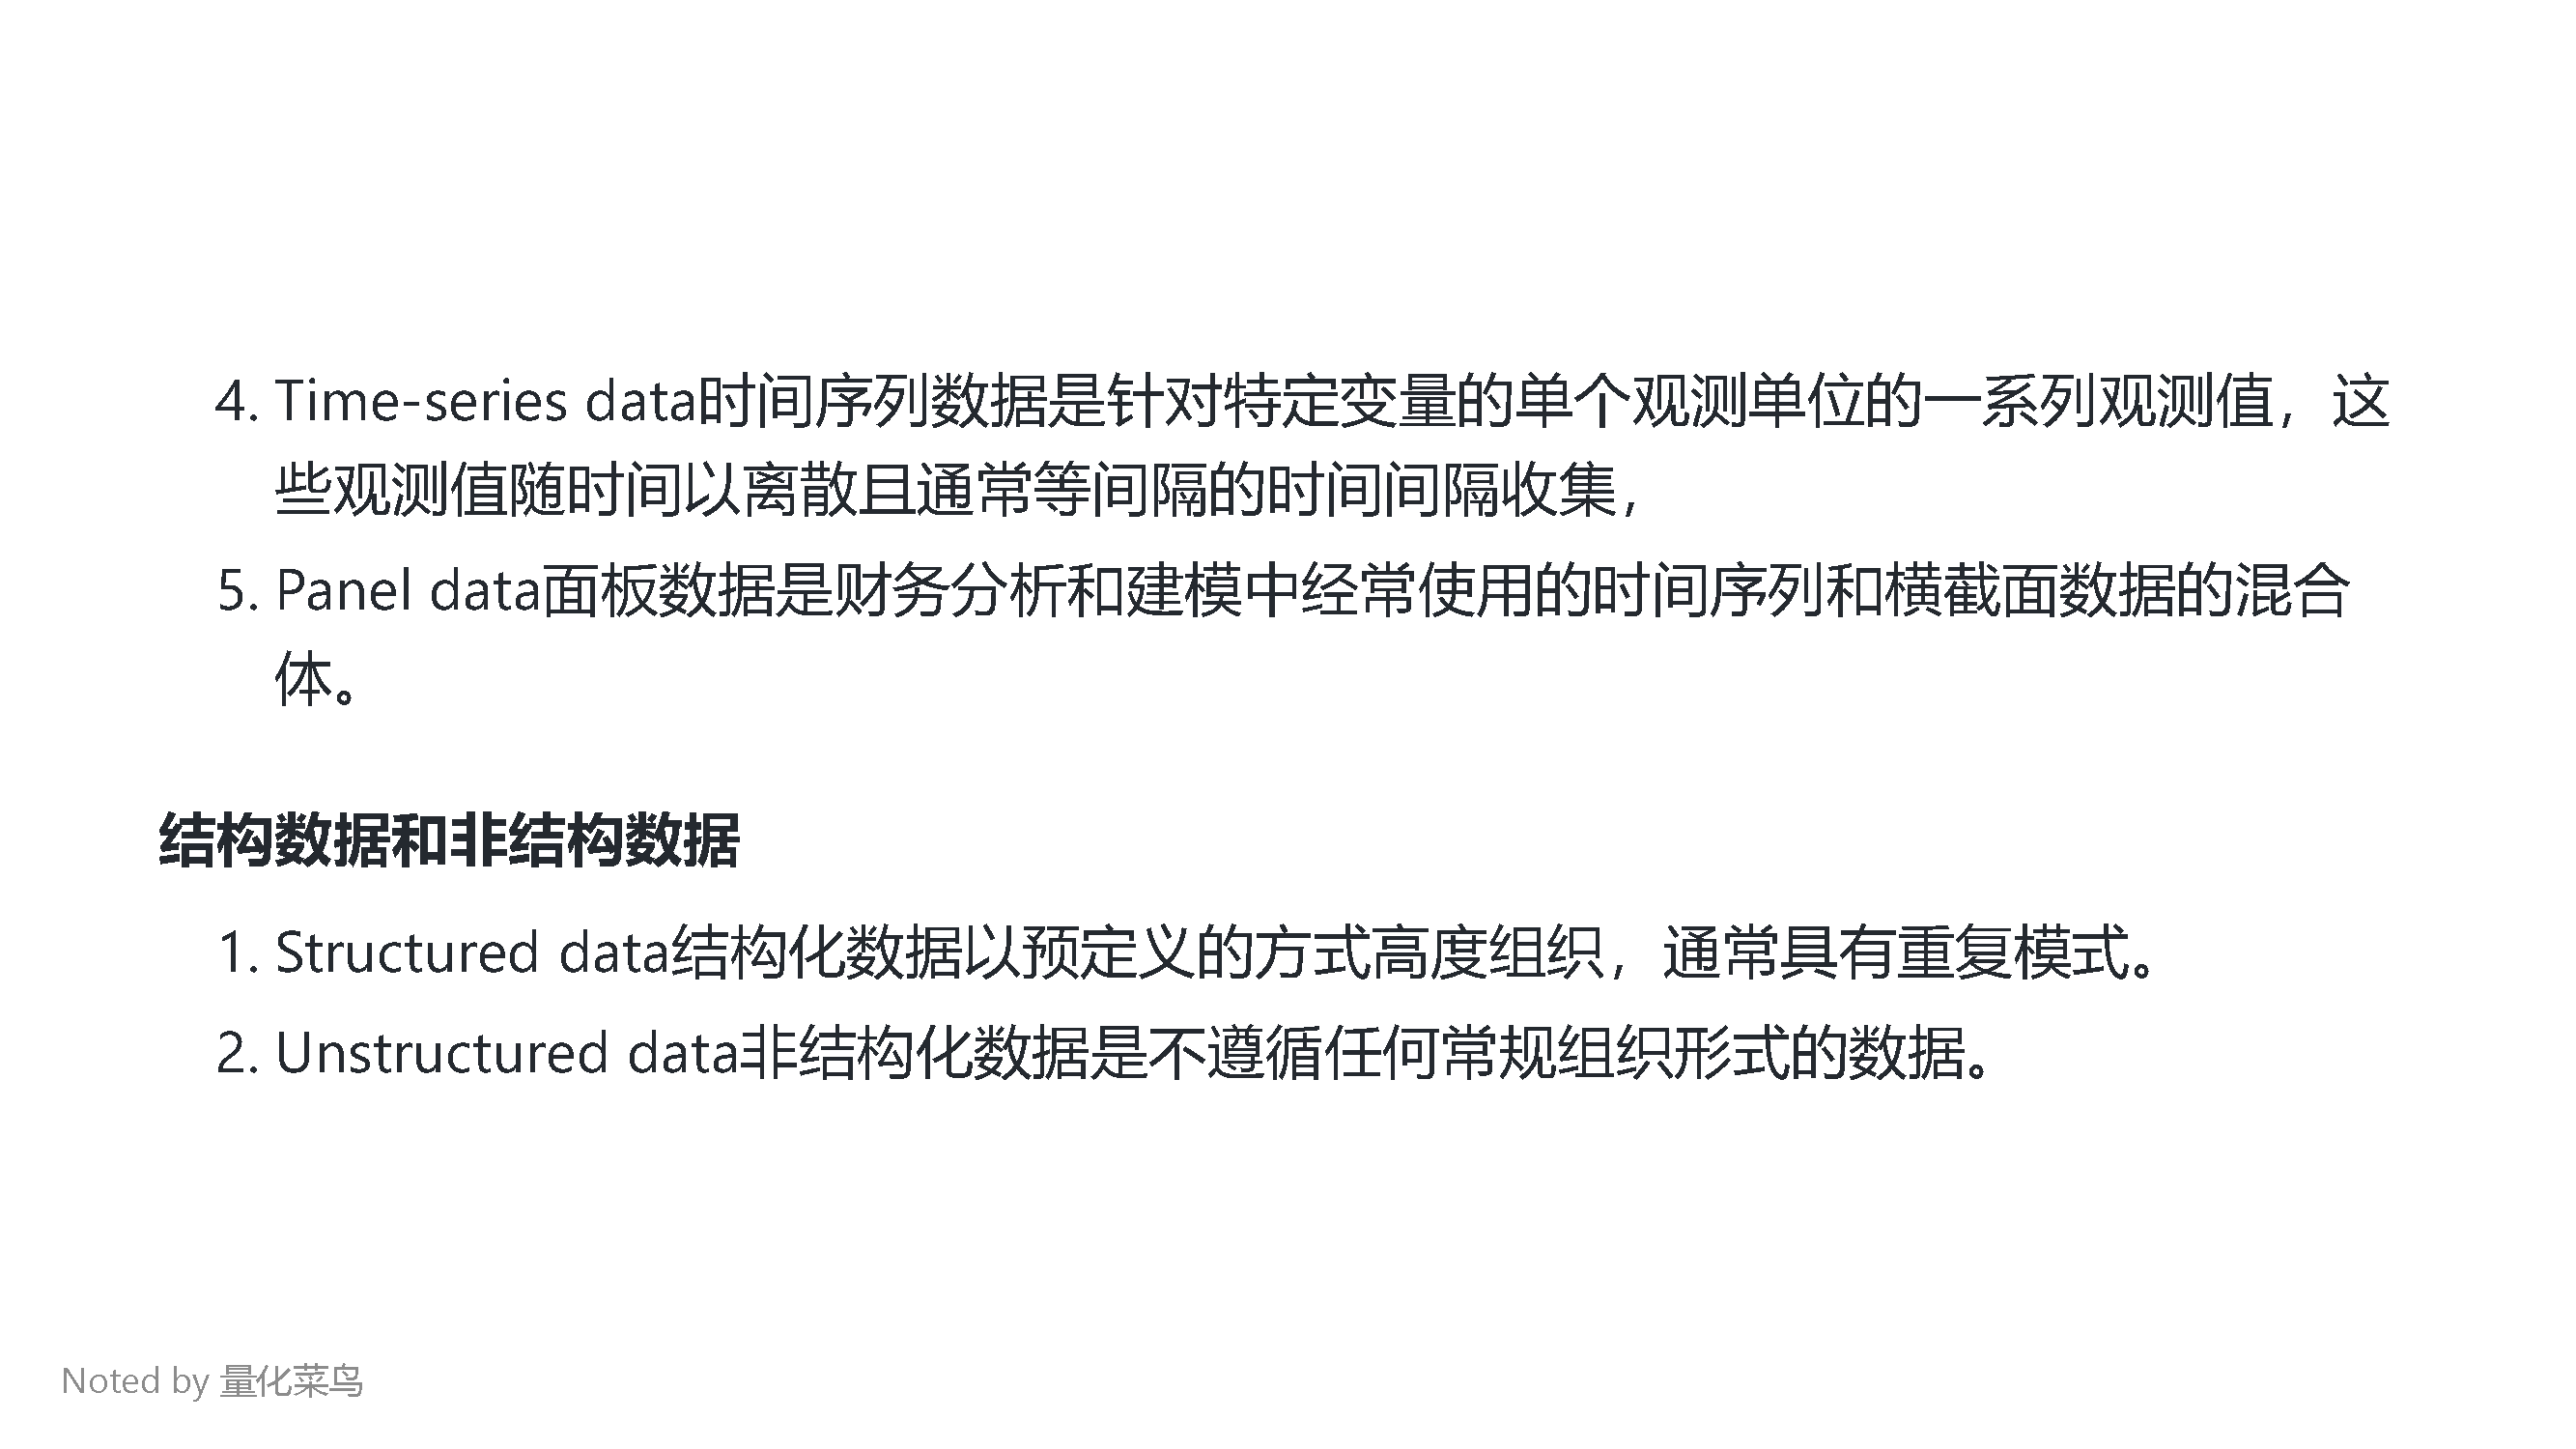 4. Time-series data时间序列数据是针对特定变量的单个观测单位的一系列观测值，这
些观测值随时间以离散且通常等间隔的时间间隔收集，
5. Panel data面板数据是财务分析和建模中经常使用的时间序列和横截面数据的混合
体。
结构数据和非结构数据
1. Structured data结构化数据以预定义的方式高度组织，通常具有重复模式。
2. Unstructured data非结构化数据是不遵循任何常规组织形式的数据。
Noted by 量化菜鸟